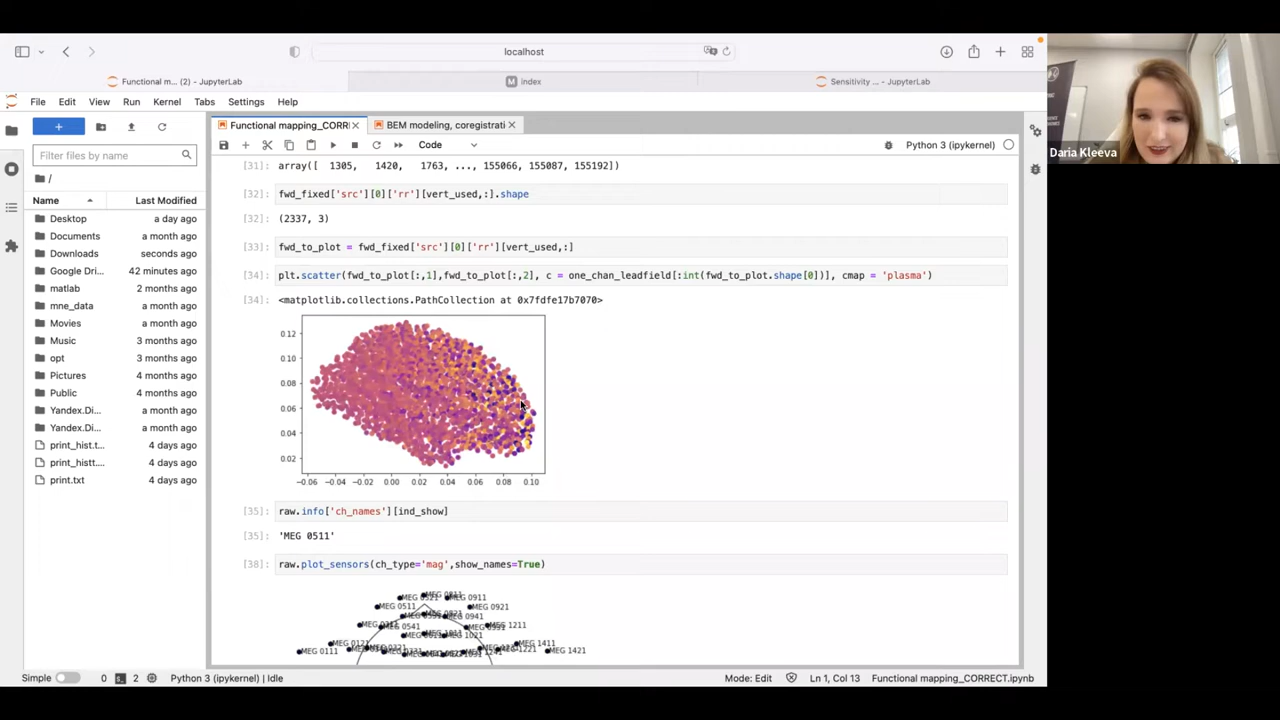 localhost
Functional m... (2) - JupyterLab
index
Sensitivity ... - JupyterLab
File Edit View Run Kernel Tabs Settings Help
Functional mapping_CORRI
BEM modeling, coregistrati
Code
Python 3 (ipykernel)
Filter files by name
/
Name Last Modified
Desktop a day ago
Documents a month ago
Downloads seconds ago
Google Dri... 42 minutes ago
matlab 2 months ago
mne_data a month ago
Movies a month ago
Music 3 months ago
opt 3 months ago
Pictures 4 months ago
Public 4 months ago
Yandex.Di... a month ago
Yandex.Di... a month ago
print_hist.t... 4 days ago
print_histt.... 4 days ago
print.txt 4 days ago
[31]: array([ 1305, 1420, 1763, ..., 155066, 155087, 155192])
[32]: fwd_fixed['src'][0]['rr'][vert_used,:].shape
[32]: (2337, 3)
[33]: fwd_to_plot = fwd_fixed['src'][0]['rr'][vert_used,:]
[34]: plt.scatter(fwd_to_plot[:,1],fwd_to_plot[:,2], c = one_chan_leadfield[:int(fwd_to_plot.shape[0])], cmap = 'plasma')
[34]: <matplotlib.collections.PathCollection at 0x7fdfe17b7070>
0.12
0.10
0.08
0.06
0.04
0.02
−0.06 −0.04 −0.02 0.00 0.02 0.04 0.06 0.08 0.10
[35]: raw.info['ch_names'][ind_show]
[35]: 'MEG 0511'
[38]: raw.plot_sensors(ch_type='mag',show_names=True)
MEG 0911
MEG 0511
MEG 0921
MEG 0941
MEG 0541
MEG 1211
MEG 1021
MEG 0121
MEG 1411
MEG 0111
MEG 1421
Simple 0 2 Python 3 (ipykernel) | Idle
Mode: Edit Ln 1, Col 13 Functional mapping_CORRECT.ipynb
Daria Kleeva